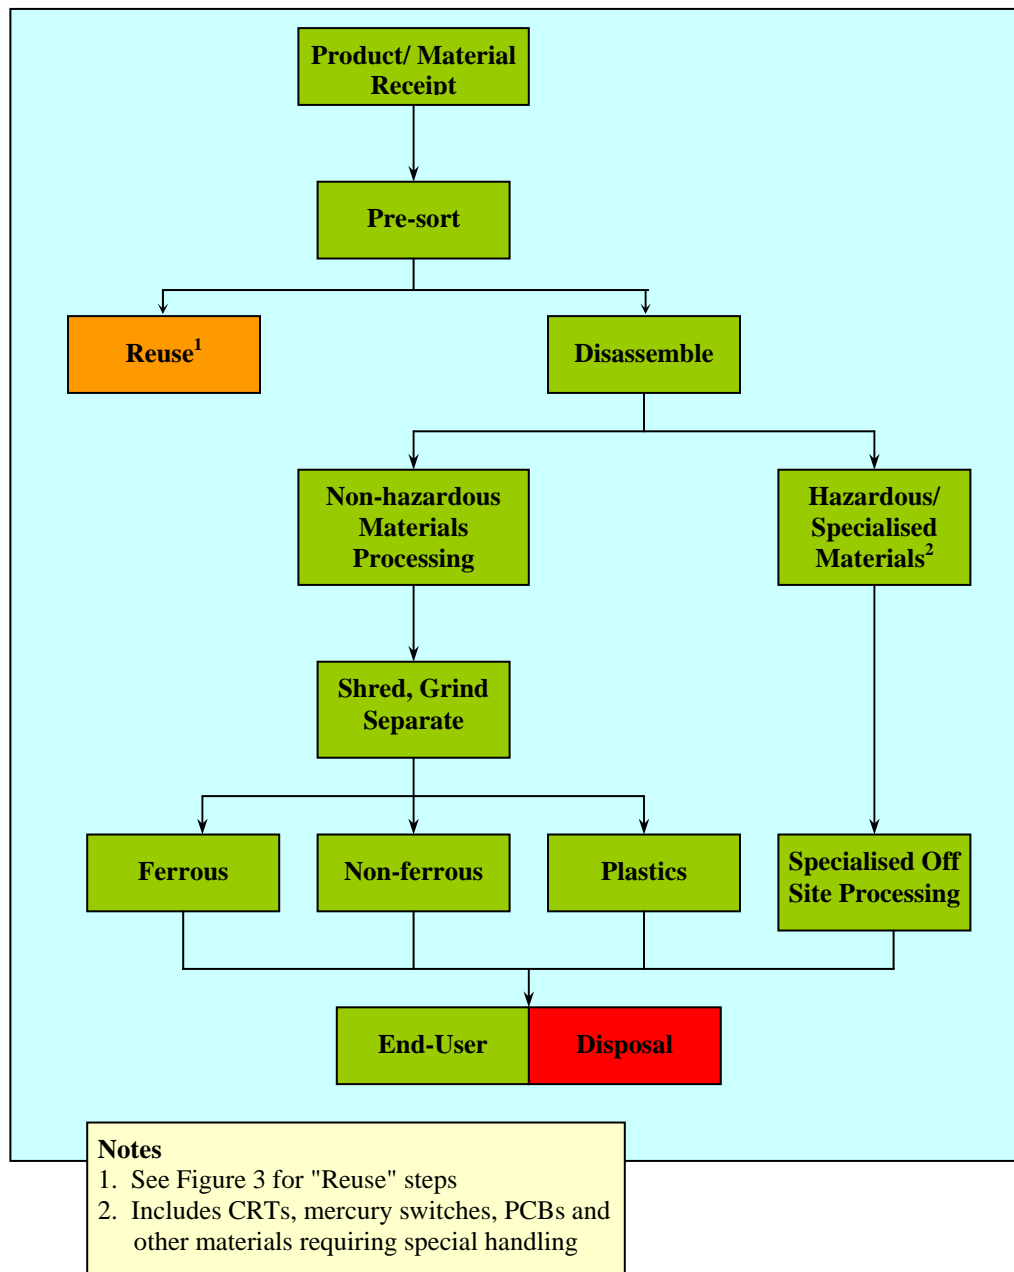 Product/ Material
Receipt
Pre-sort
Reuse1
Disassemble
Non-hazardous
Materials
Processing
Hazardous/
Specialised
Materials2
Shred, Grind
Separate
Ferrous
Non-ferrous
Plastics
Specialised Off
Site Processing
End-User
Disposal
Notes
1. See Figure 3 for "Reuse" steps
2. Includes CRTs, mercury switches, PCBs and
other materials requiring special handling